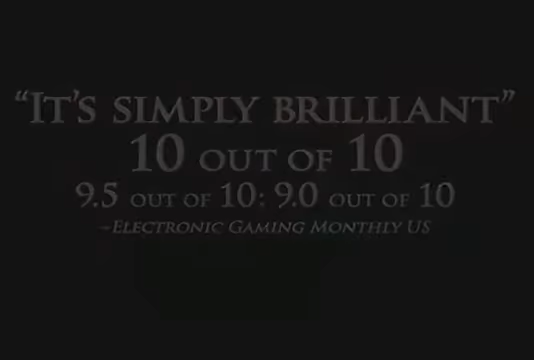 “It's simply brilliant”
10 out of 10
9.5 out of 10: 9.0 out of 10
–Electronic Gaming Monthly US